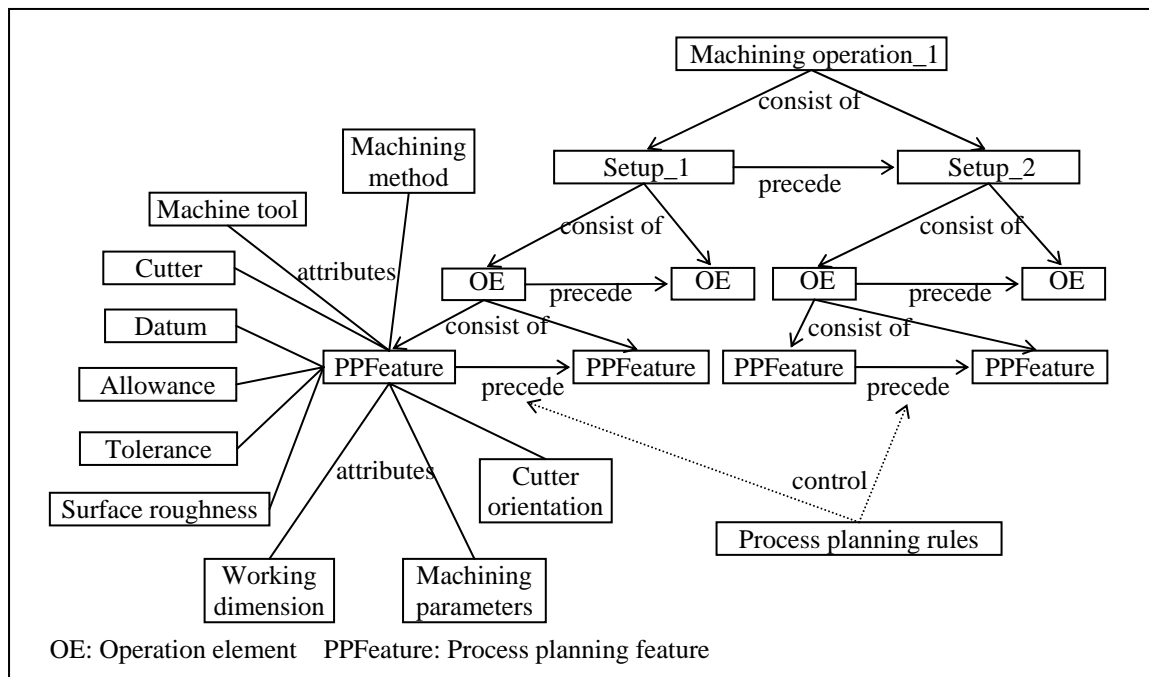 Machining operation_1
consist of
Machining
method
Setup_1
precede
Setup_2
Machine tool
attributes
consist of
consist of
Cutter
OE
precede
OE
OE
precede
OE
Datum
consist of
consist of
Allowance
PPFeature
precede
PPFeature
PPFeature
precede
PPFeature
Tolerance
attributes
Cutter
orientation
control
Surface roughness
Process planning rules
Working
dimension
Machining
parameters
OE: Operation element PPFeature: Process planning feature